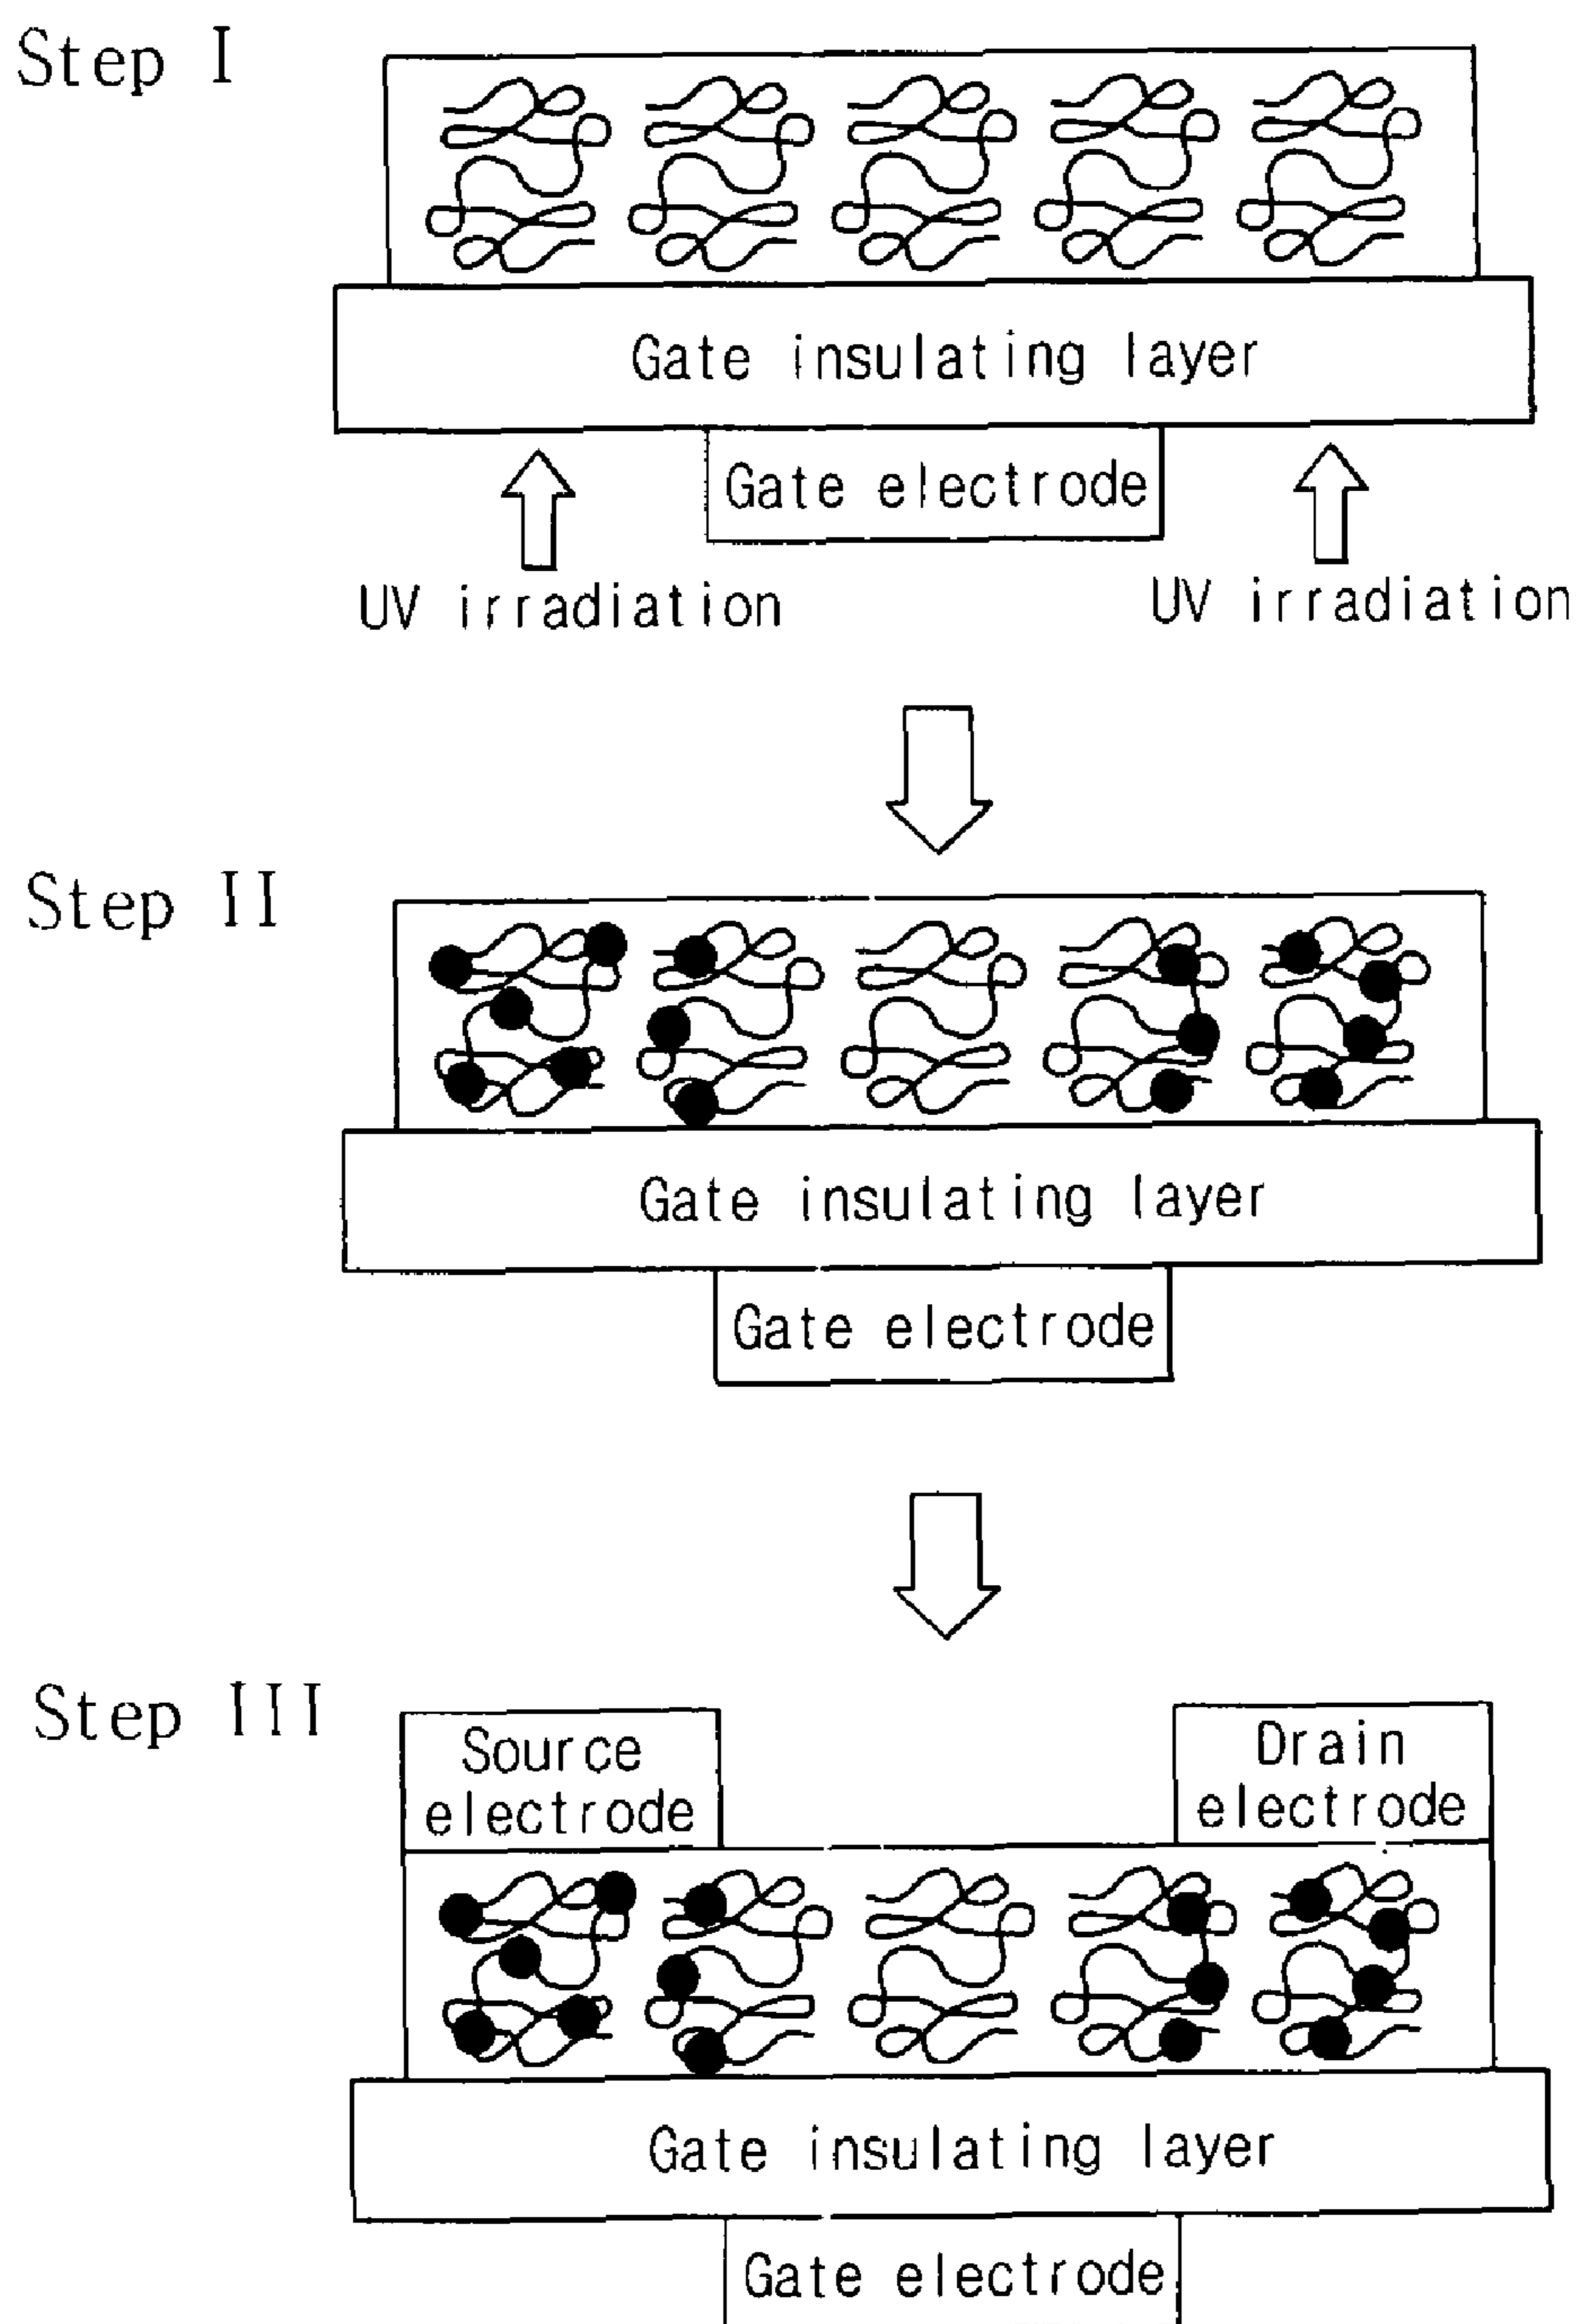 Step I
Gate insulating layer
Gate electrode
UV irradiation
UV irradiation
Step II
Gate insulating layer
Gate electrode
Step III
Source
electrode
Drain
electrode
Gate insulating layer
Gate electrode